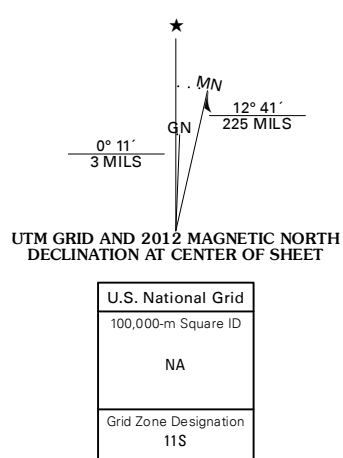 ★
MN
GN
12° 41´
225 MILS
0° 11´
3 MILS
UTM GRID AND 2012 MAGNETIC NORTH
DECLINATION AT CENTER OF SHEET
U.S. National Grid
100,000-m Square ID
NA
Grid Zone Designation
11S